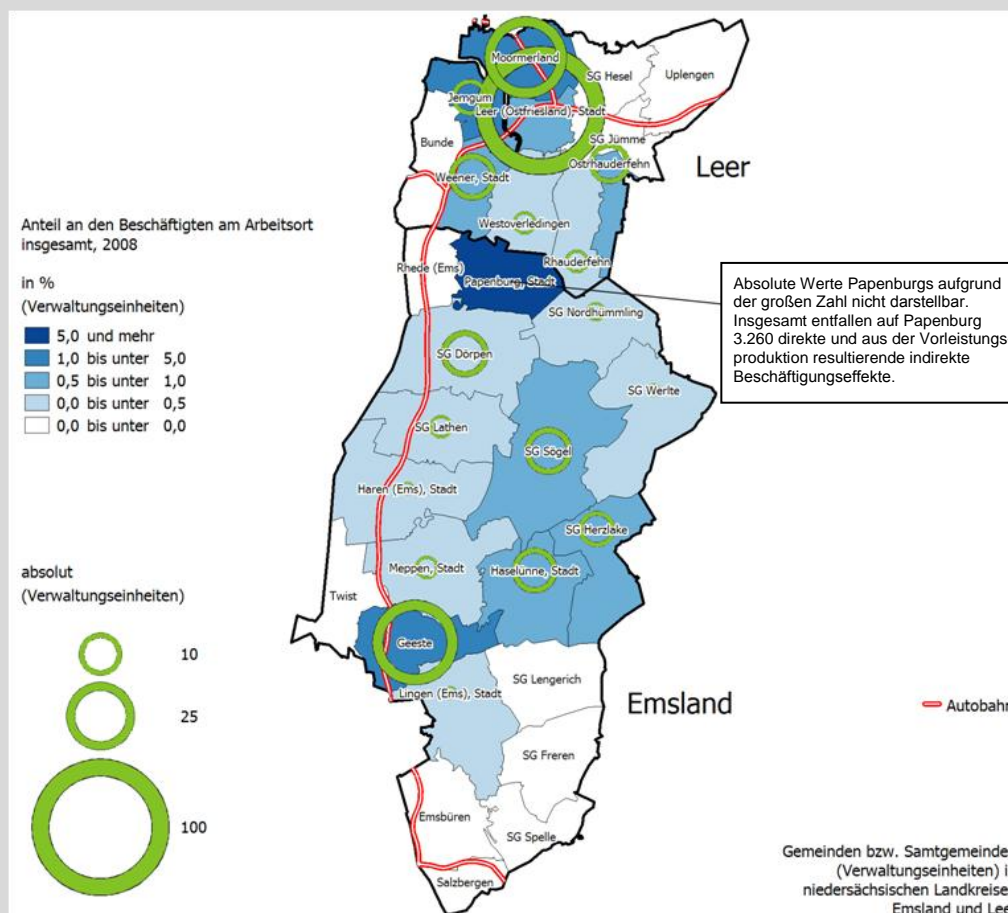 Moormerland
SG Hesel
Uplengen
Jemgum
Leer (Ostfriesland), Stadt
Bunde
SG Jümme
Ostrhauderfehn
Leer
Weener, Stadt
Westoverledingen
Rhauderfehn
Rhede (Ems)
Papenburg, Stadt
SG Nordhümmling
SG Dörpen
SG Werlte
SG Lathen
SG Sögel
Haren (Ems), Stadt
SG Herzlake
Meppen, Stadt
Haselünne, Stadt
Twist
Geeste
Lingen (Ems), Stadt
SG Lengerich
Emsland
SG Freren
Emsbüren
SG Spelle
Salzbergen
Anteil an den Beschäftigten am Arbeitsort
insgesamt, 2008
in %
(Verwaltungseinheiten)
5,0 und mehr
1,0 bis unter 5,0
0,5 bis unter 1,0
0,0 bis unter 0,5
0,0 bis unter 0,0
Absolute Werte Papenburgs aufgrund
der großen Zahl nicht darstellbar.
Insgesamt entfallen auf Papenburg
3.260 direkte und aus der Vorleistungs
produktion resultierende indirekte
Beschäftigungseffekte.
absolut
(Verwaltungseinheiten)
10
25
100
Autobahn
Gemeinden bzw. Samtgemeinde
(Verwaltungseinheiten) i
niedersächsischen Landkreise
Emsland und Lee